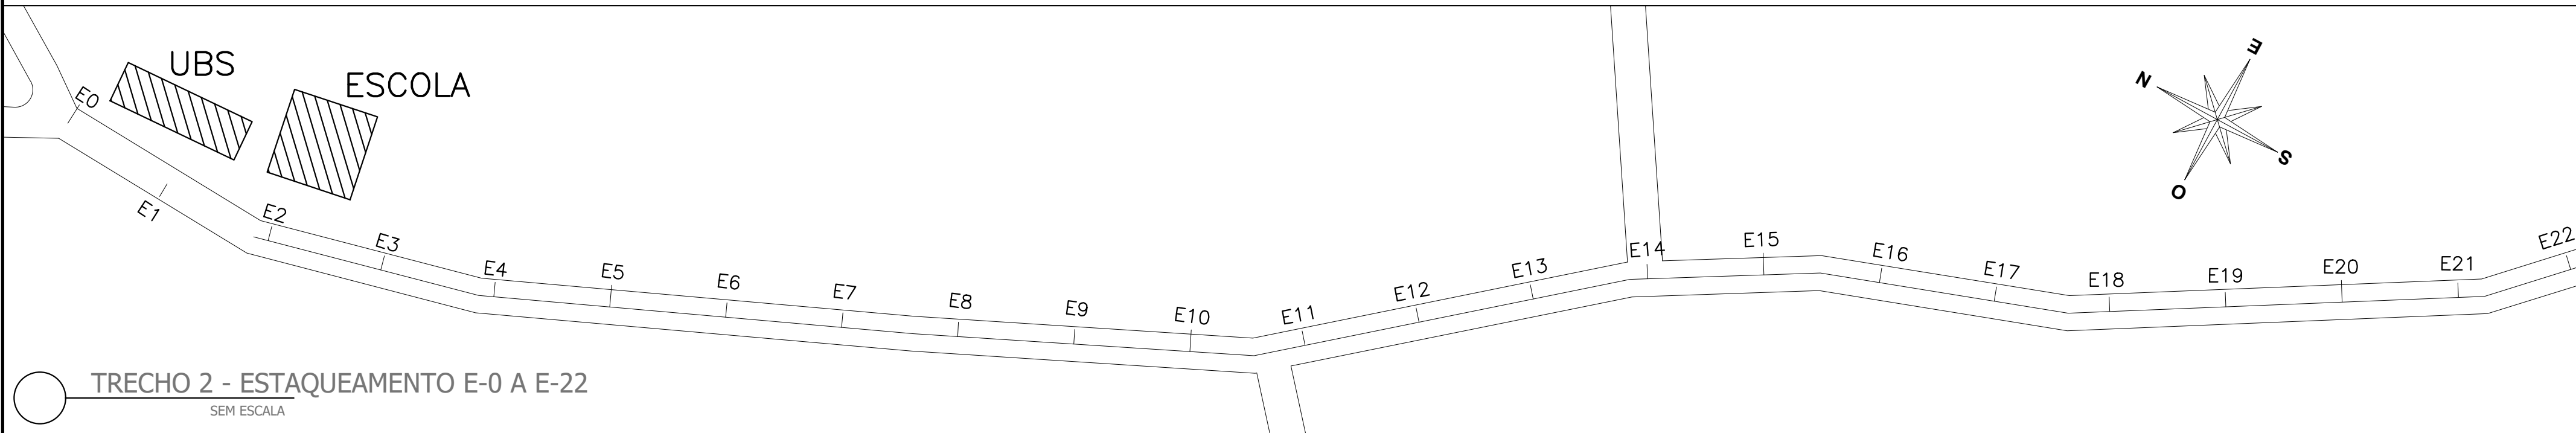 UBS
ESCOLA
E0
E1
E2
E3
E4
E5
E6
E7
E8
E9
E10
E11
E12
E13
E14
E15
E16
E17
E18
E19
E20
E21
E22
N
E
S
O
TRECHO 2 - ESTAQUEAMENTO E-0 A E-22
SEM ESCALA